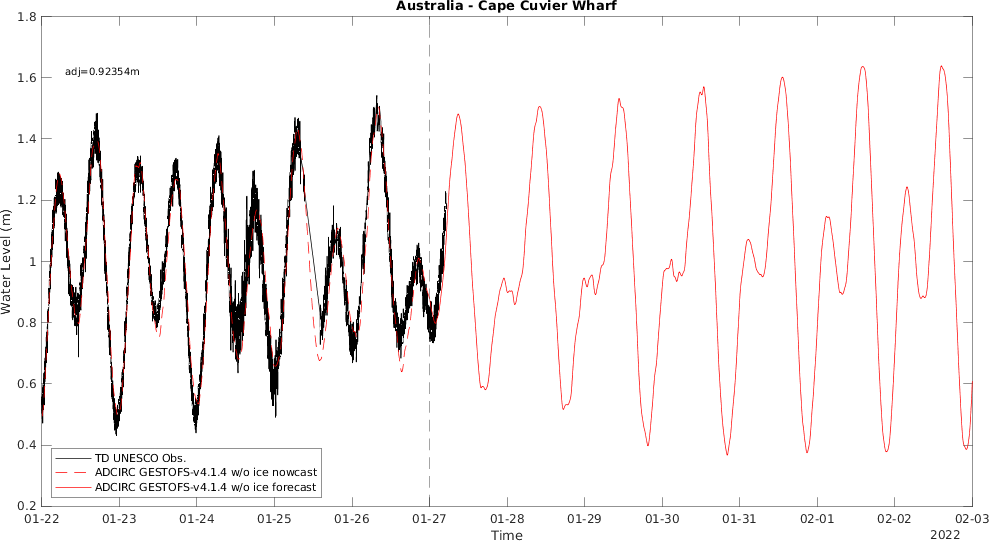 Australia - Cape Cuvier Wharf
1.8
1.6
1.4
1.2
1
0.8
0.6
0.4
0.2
Water Level (m)
adj=0.92354m
TD UNESCO Obs.
ADCIRC GESTOFS-v4.1.4 w/o ice nowcast
ADCIRC GESTOFS-v4.1.4 w/o ice forecast
01-22 01-23 01-24 01-25 01-26 01-27 01-28 01-29 01-30 01-31 02-01 02-02 02-03
Time
2022